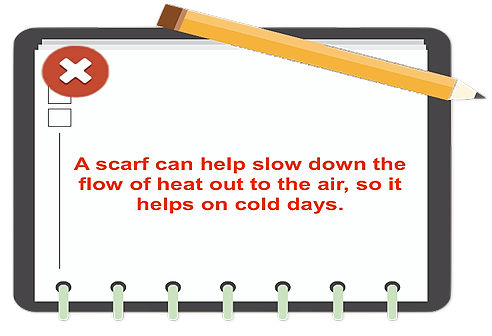 A scarf can help slow down the
flow of heat out to the air, so it
helps on cold days.